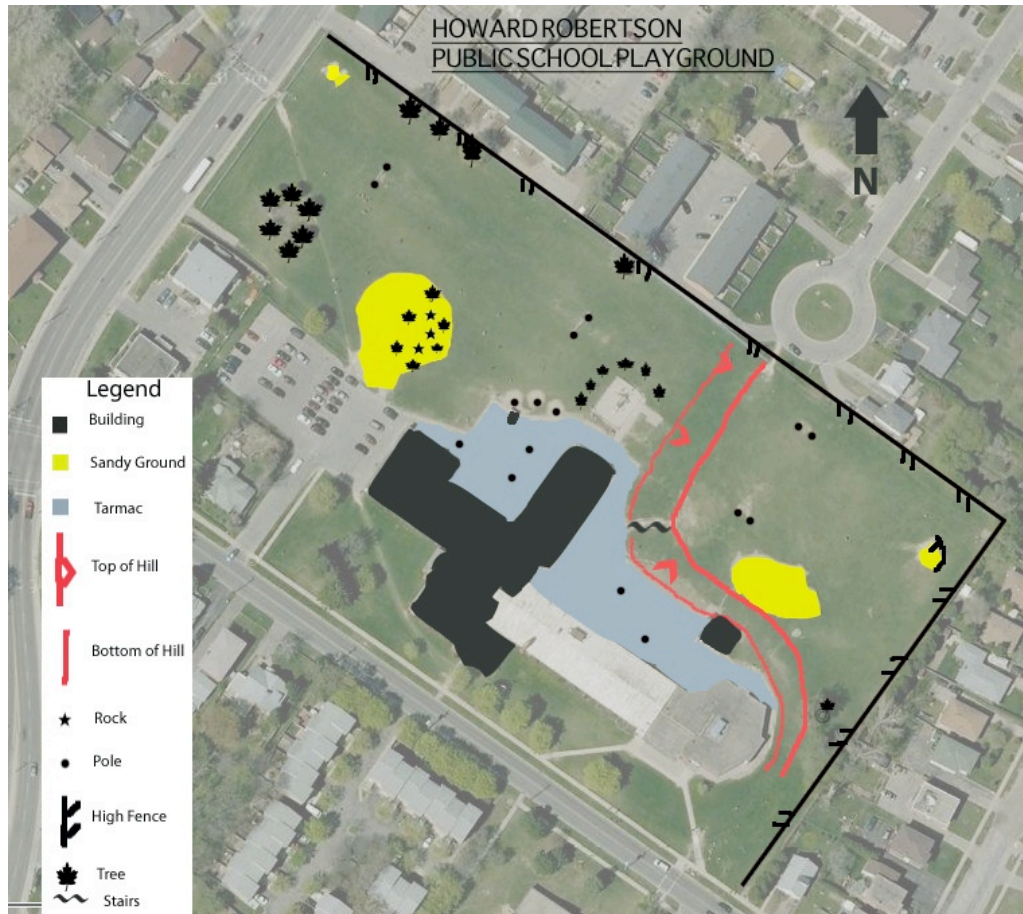 HOWARD ROBERTSON
PUBLIC SCHOOL PLAYGROUND
N
Legend
Building
Sandy Ground
Tarmac
Top of Hill
Bottom of Hill
Rock
Pole
High Fence
Tree
Stairs